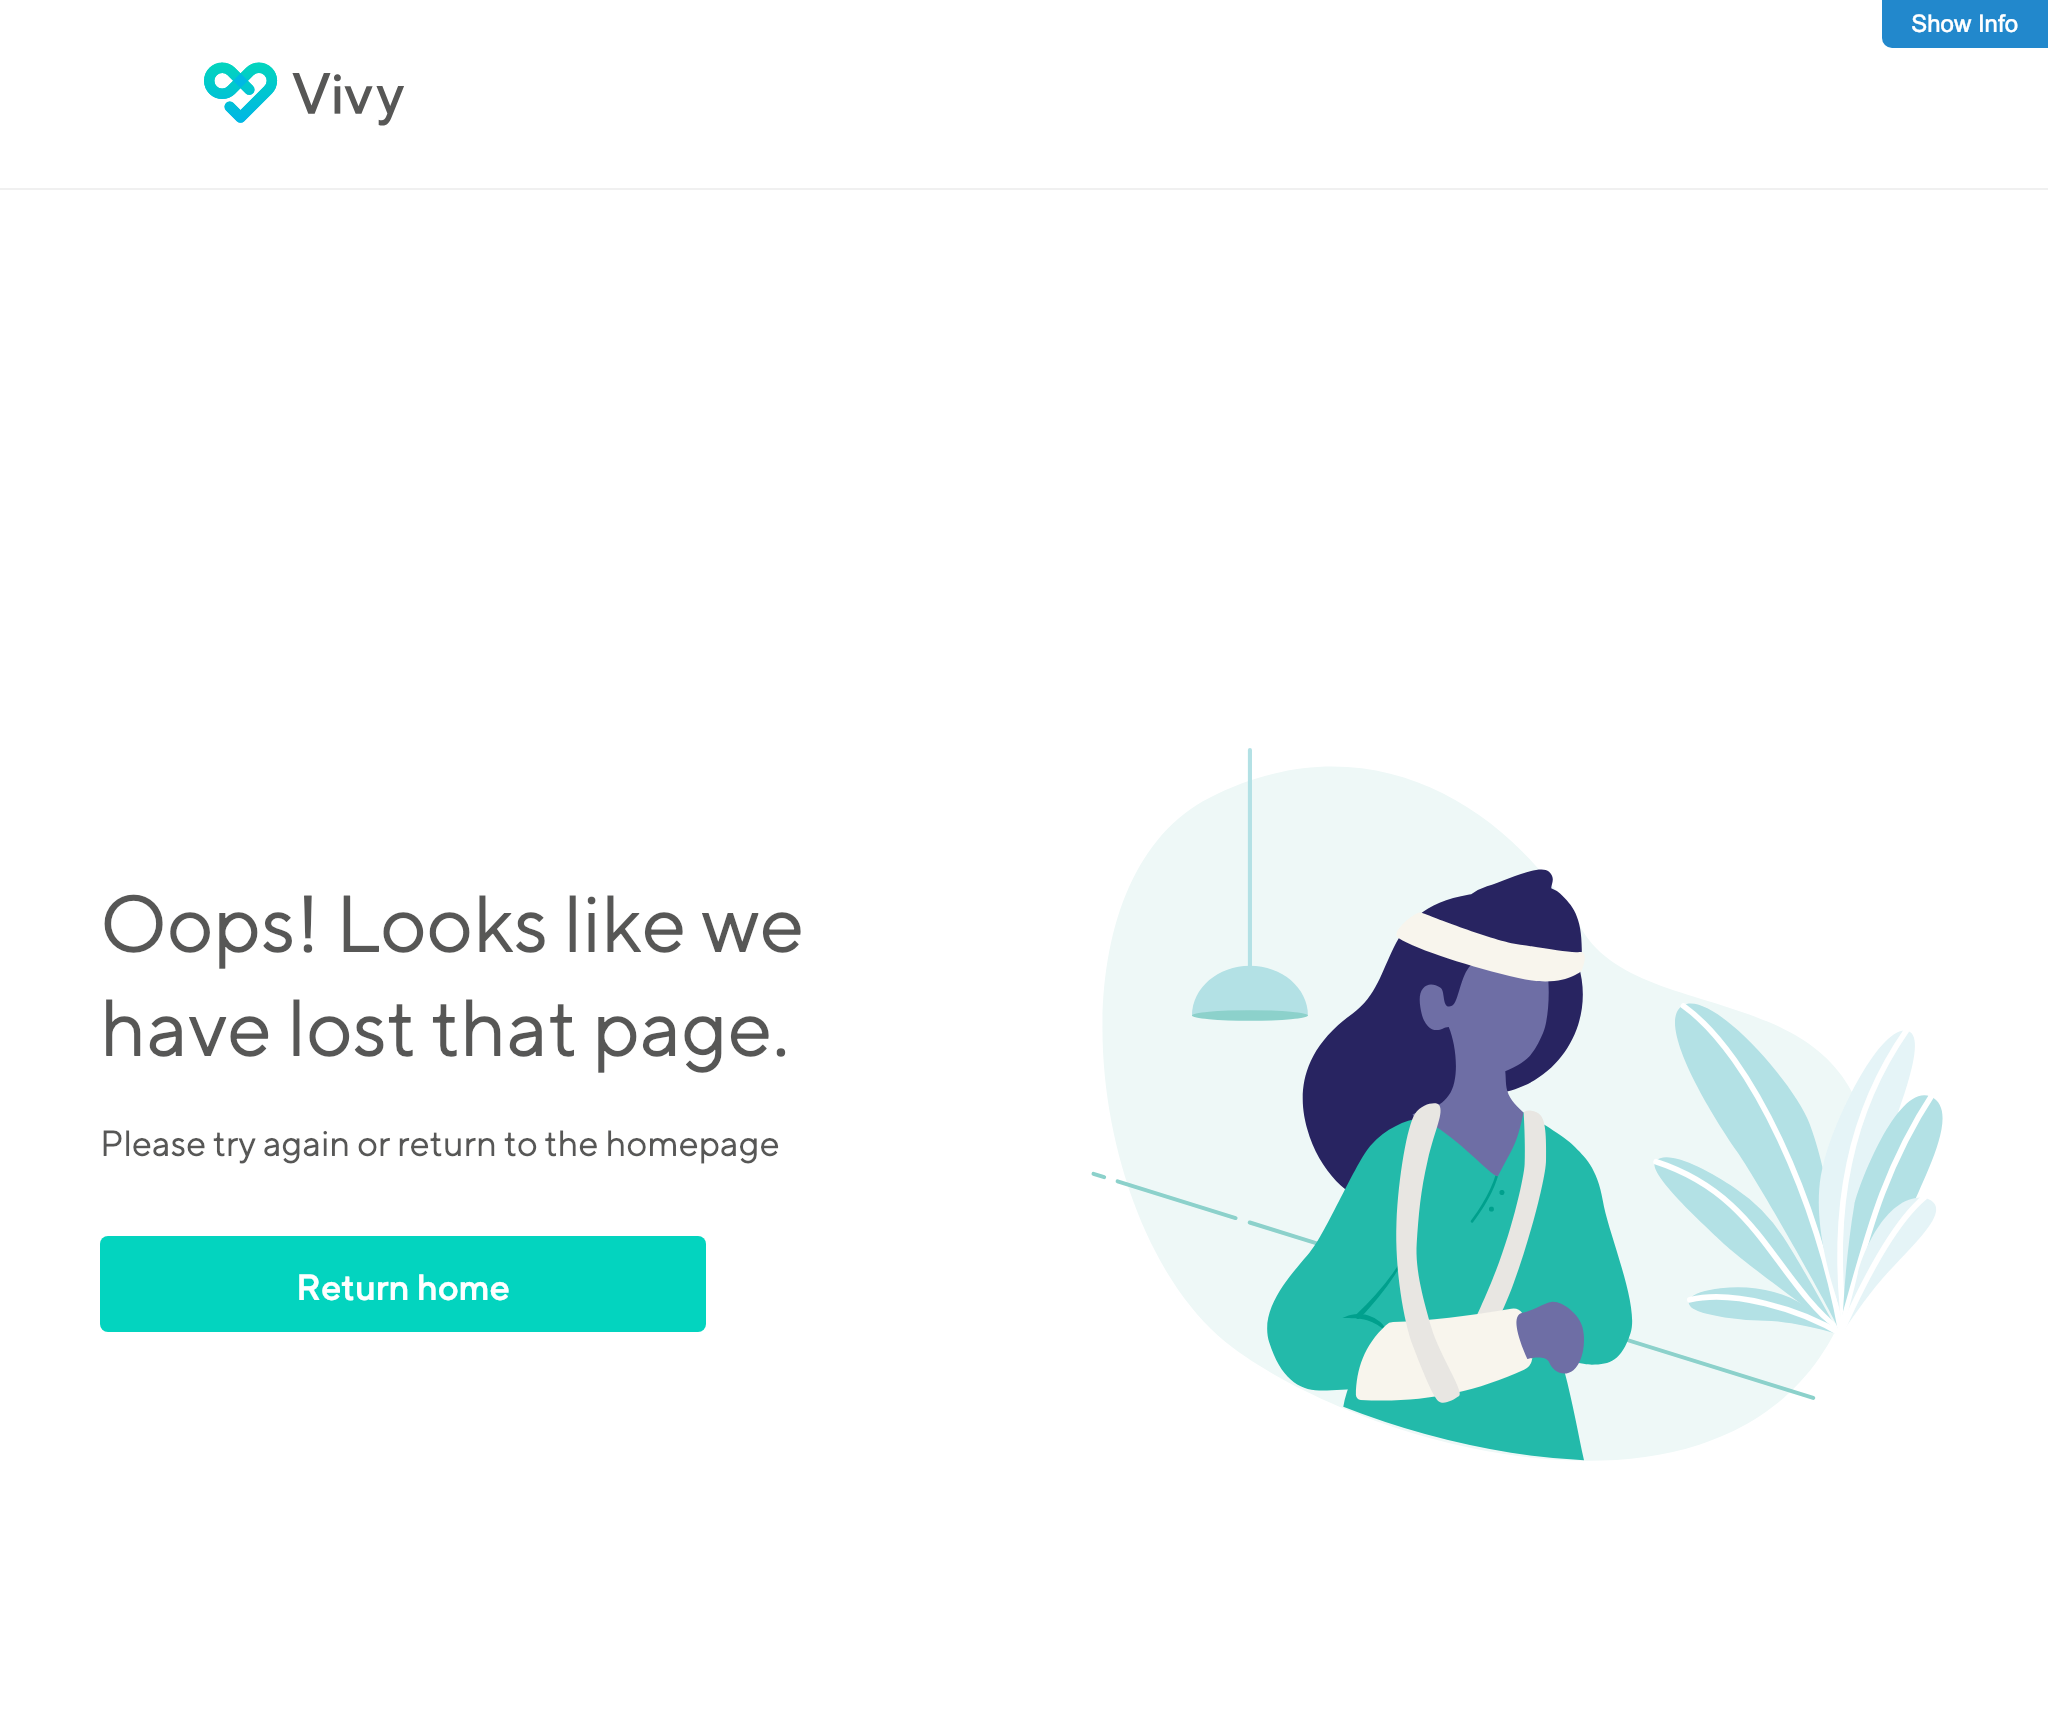 Show Info
Vivy
Oops! Looks like we
have lost that page.
Please try again or return to the homepage
Return home